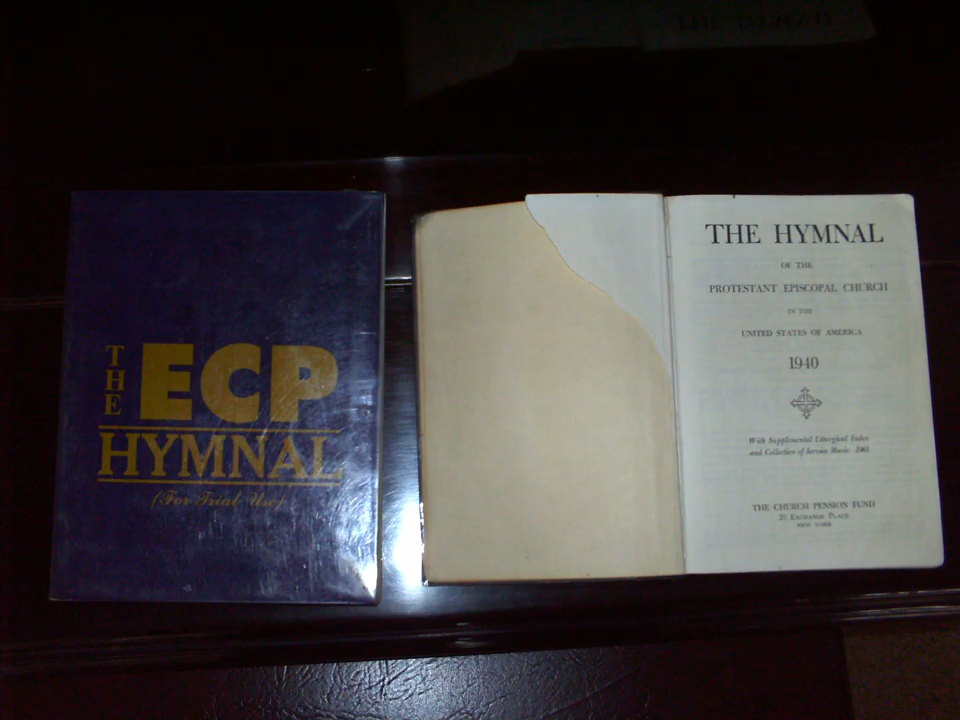 THE ECP
HYMNAL
(For Trial Use)
THE HYMNAL
OF THE
PROTESTANT EPISCOPAL CHURCH
IN THE
UNITED STATES OF AMERICA
1940
With Supplemental Liturgical Index
and Collection of Service Music 1961
THE CHURCH PENSION FUND
20 EXCHANGE PLACE
NEW YORK